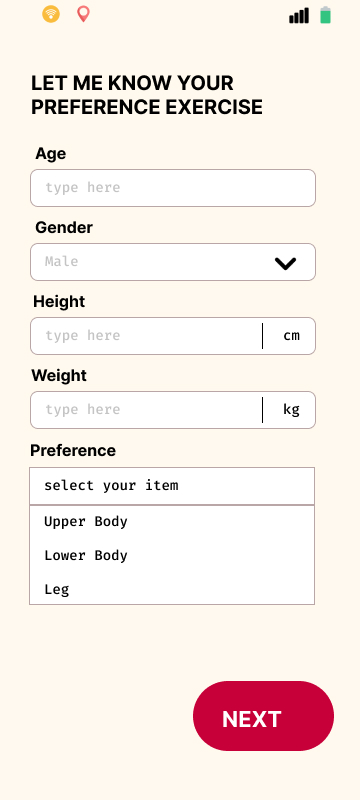 LET ME KNOW YOUR
PREFERENCE EXERCISE
Age
type here
Gender
Male
Height
type here
cm
Weight
type here
kg
Preference
select your item
Upper Body
Lower Body
Leg
NEXT